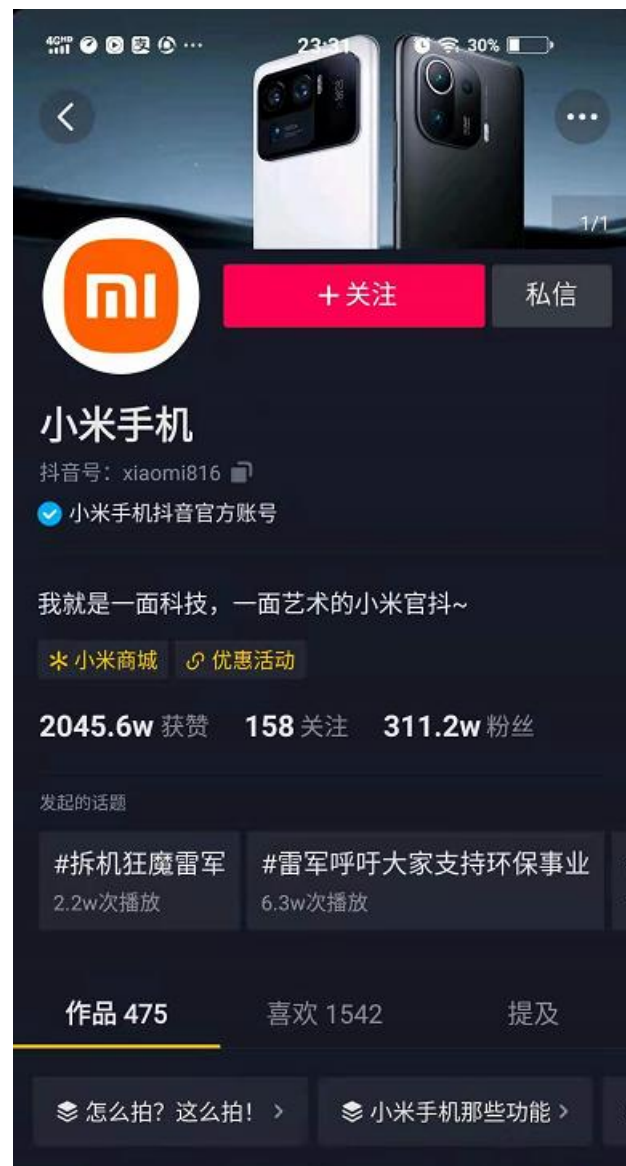 4GHD
23:31
30%
1/1
mi
+关注
私信
小米手机
抖音号：xiaomi816
小米手机抖音官方账号
我就是一面科技，一面艺术的小米官抖~
小米商城
优惠活动
2045.6w 获赞 158 关注 311.2w 粉丝
发起的话题
#拆机狂魔雷军
2.2w次播放
#雷军呼吁大家支持环保事业
6.3w次播放
作品 475
喜欢 1542
提及
怎么拍？这么拍！ >
小米手机那些功能 >